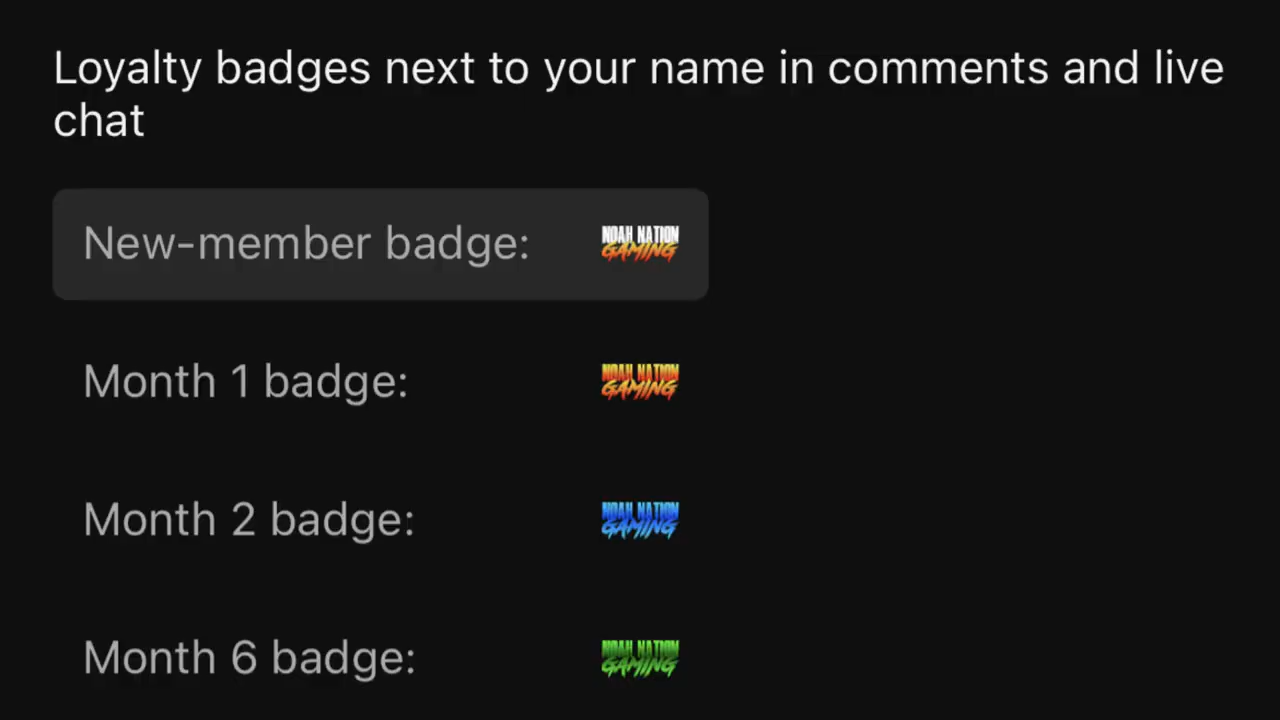 Loyalty badges next to your name in comments and live
chat
New-member badge:
NOAH NATION
GAMING
Month 1 badge:
NOAH NATION
GAMING
Month 2 badge:
NOAH NATION
GAMING
Month 6 badge:
NOAH NATION
GAMING